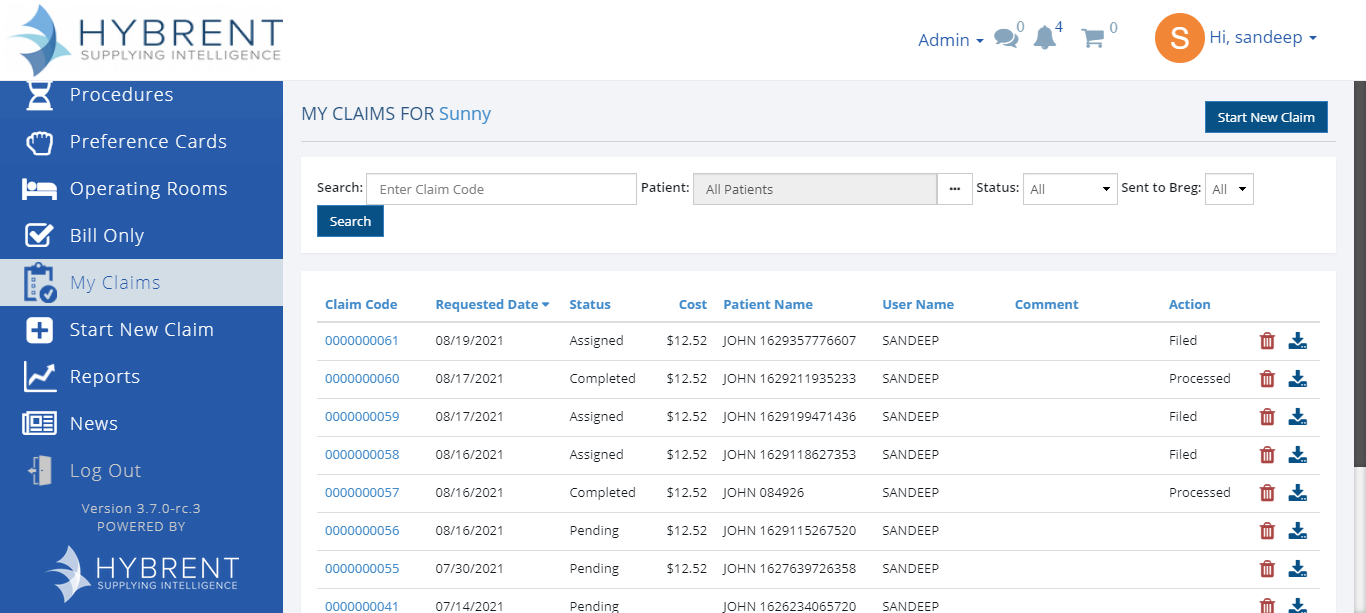 HYBRENT
SUPPLYING INTELLIGENCE
Admin
0
4
0
S
Hi, sandeep
Procedures
Preference Cards
Operating Rooms
Bill Only
My Claims
Start New Claim
Reports
News
Log Out
Version 3.7.0-rc.3
POWERED BY
HYBRENT
SUPPLYING INTELLIGENCE
MY CLAIMS FOR Sunny
Start New Claim
Search: Enter Claim Code Patient: All Patients ... Status: All Sent to Breg: All
Search
Claim Code Requested Date Status Cost Patient Name User Name Comment Action
0000000061 08/19/2021 Assigned $12.52 JOHN 1629357776607 SANDEEP Filed
0000000060 08/17/2021 Completed $12.52 JOHN 1629211935233 SANDEEP Processed
0000000059 08/17/2021 Assigned $12.52 JOHN 1629199471436 SANDEEP Filed
0000000058 08/16/2021 Assigned $12.52 JOHN 1629118627353 SANDEEP Filed
0000000057 08/16/2021 Completed $12.52 JOHN 084926 SANDEEP Processed
0000000056 08/16/2021 Pending $12.52 JOHN 1629115267520 SANDEEP
0000000055 07/30/2021 Pending $12.52 JOHN 1627639726358 SANDEEP
0000000041 07/14/2021 Pending $12.52 JOHN 1626234065720 SANDEEP